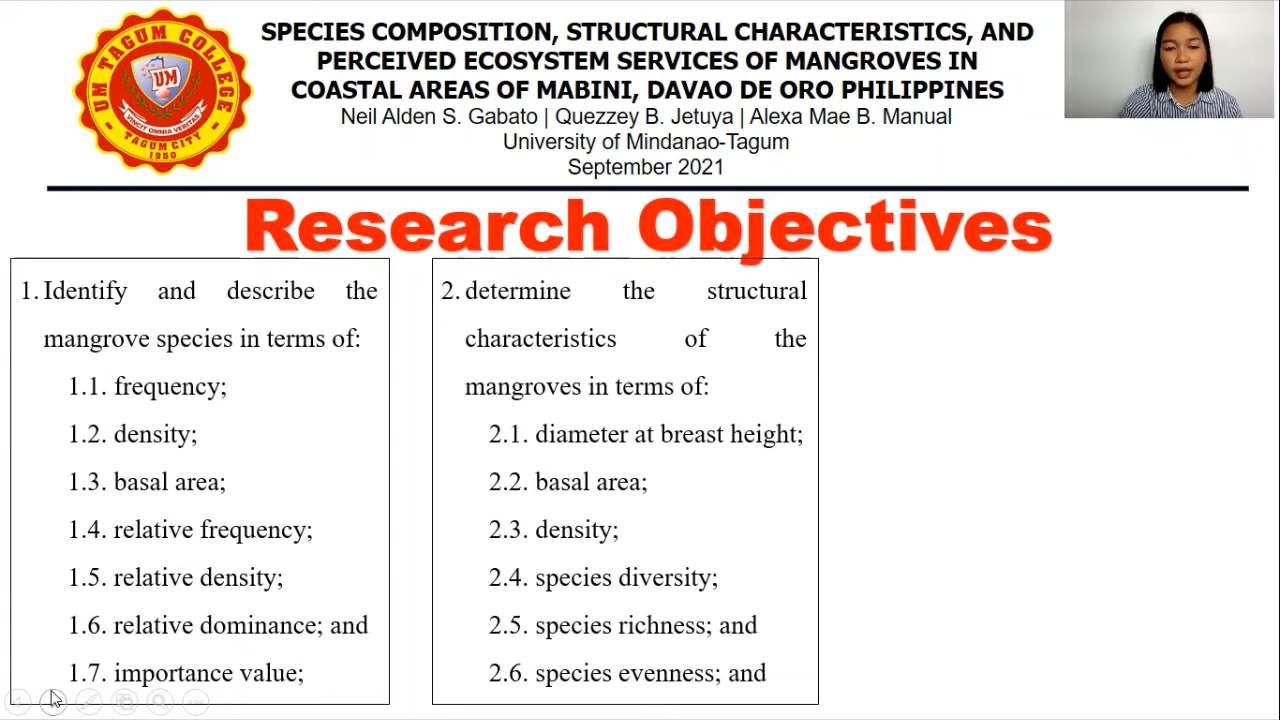 UM TAGUM COLLEGE
UM
VINCIT OMNIA VERITAS
TAGUM CITY
1950
SPECIES COMPOSITION, STRUCTURAL CHARACTERISTICS, AND
PERCEIVED ECOSYSTEM SERVICES OF MANGROVES IN
COASTAL AREAS OF MABINI, DAVAO DE ORO PHILIPPINES
Neil Alden S. Gabato | Quezzey B. Jetuya | Alexa Mae B. Manual
University of Mindanao-Tagum
September 2021
Research Objectives
1. Identify and describe the
mangrove species in terms of:
1.1. frequency;
1.2. density;
1.3. basal area;
1.4. relative frequency;
1.5. relative density;
1.6. relative dominance; and
1.7. importance value;
2. determine the structural
characteristics of the
mangroves in terms of:
2.1. diameter at breast height;
2.2. basal area;
2.3. density;
2.4. species diversity;
2.5. species richness; and
2.6. species evenness; and